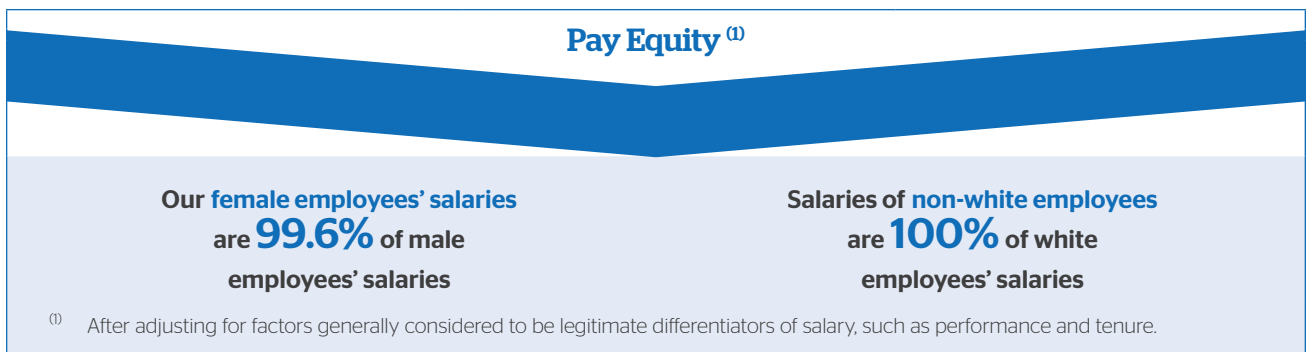 Pay Equity (1)
Our female employees’ salaries
are 99.6% of male
employees’ salaries
Salaries of non-white employees
are 100% of white
employees’ salaries
(1) After adjusting for factors generally considered to be legitimate differentiators of salary, such as performance and tenure.